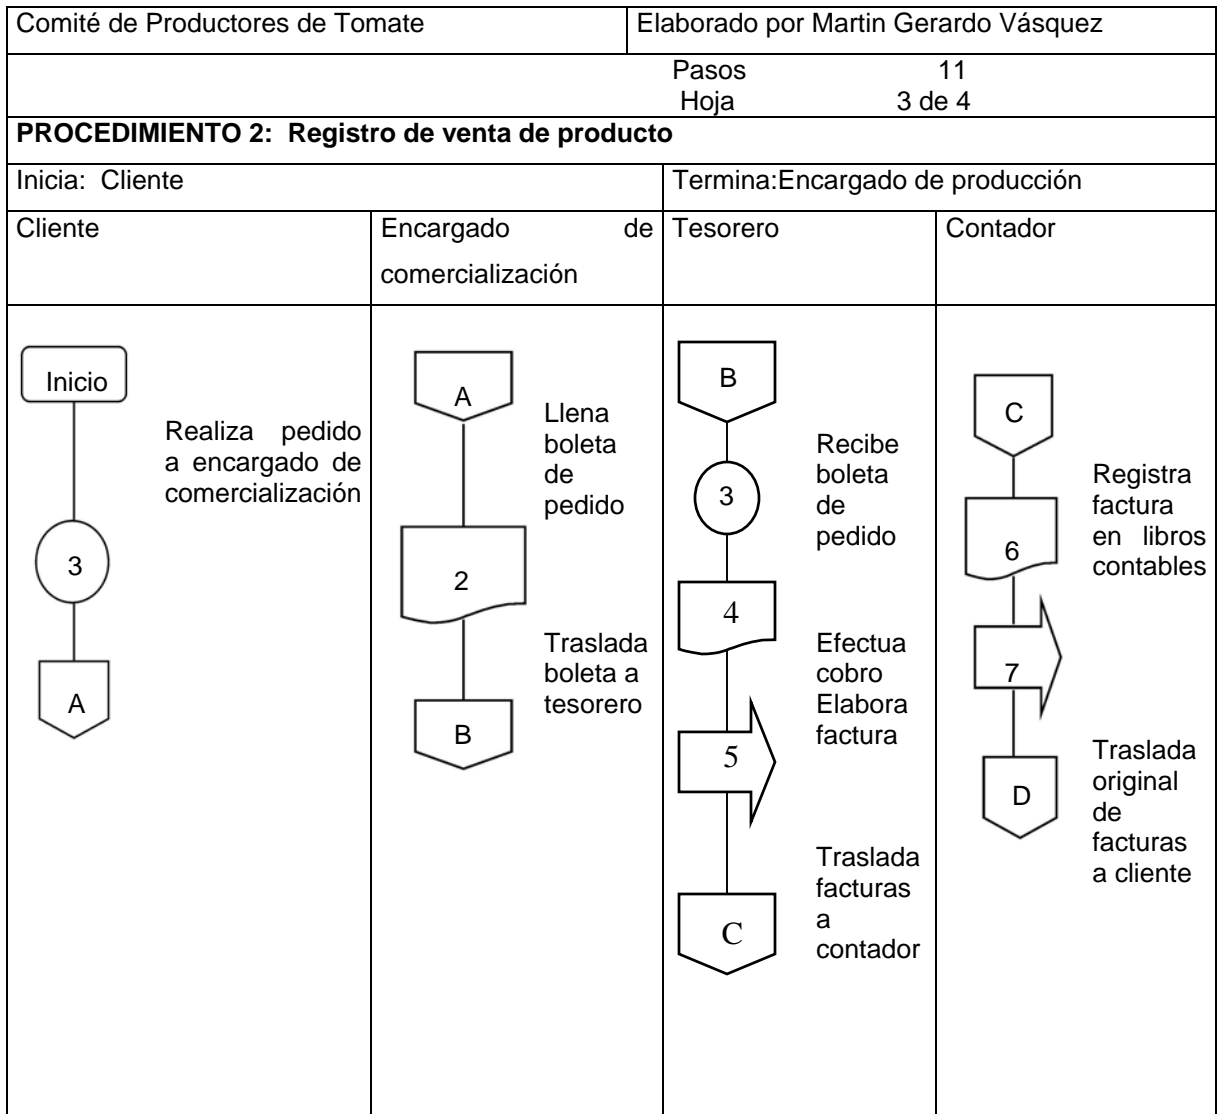 Comité de Productores de Tomate
Elaborado por Martin Gerardo Vásquez
Pasos 11
Hoja 3 de 4
PROCEDIMIENTO 2: Registro de venta de producto
Inicia: Cliente
Termina:Encargado de producción
Cliente
Encargado de
comercialización
Tesorero
Contador
Inicio
Realiza pedido
a encargado de
comercialización
3
A
A
Llena
boleta
de
pedido
2
Traslada
boleta a
tesorero
B
B
Recibe
boleta
de
pedido
3
4
Efectua
cobro
Elabora
factura
5
Traslada
facturas
a
contador
C
C
Registra
factura
en libros
contables
6
7
Traslada
original
de
facturas
a cliente
D